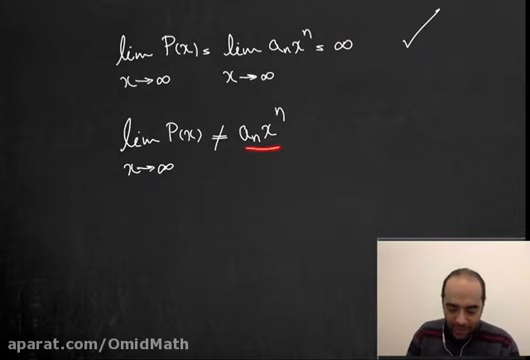 lim P(x) = lim aₙxⁿ = ∞ ✓
x→∞ x→∞
lim P(x) ≠ aₙxⁿ
x→∞
aparat.com/OmidMath